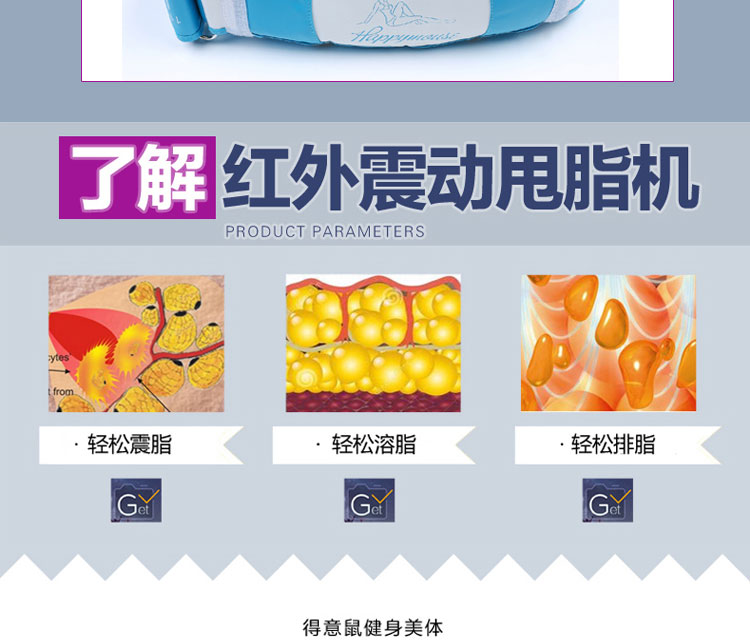 Happymouse
了解红外震动甩脂机
PRODUCT PARAMETERS
cytes
t from
· 轻松震脂
· 轻松溶脂
· 轻松排脂
Get
Get
Get
得意鼠健身美体